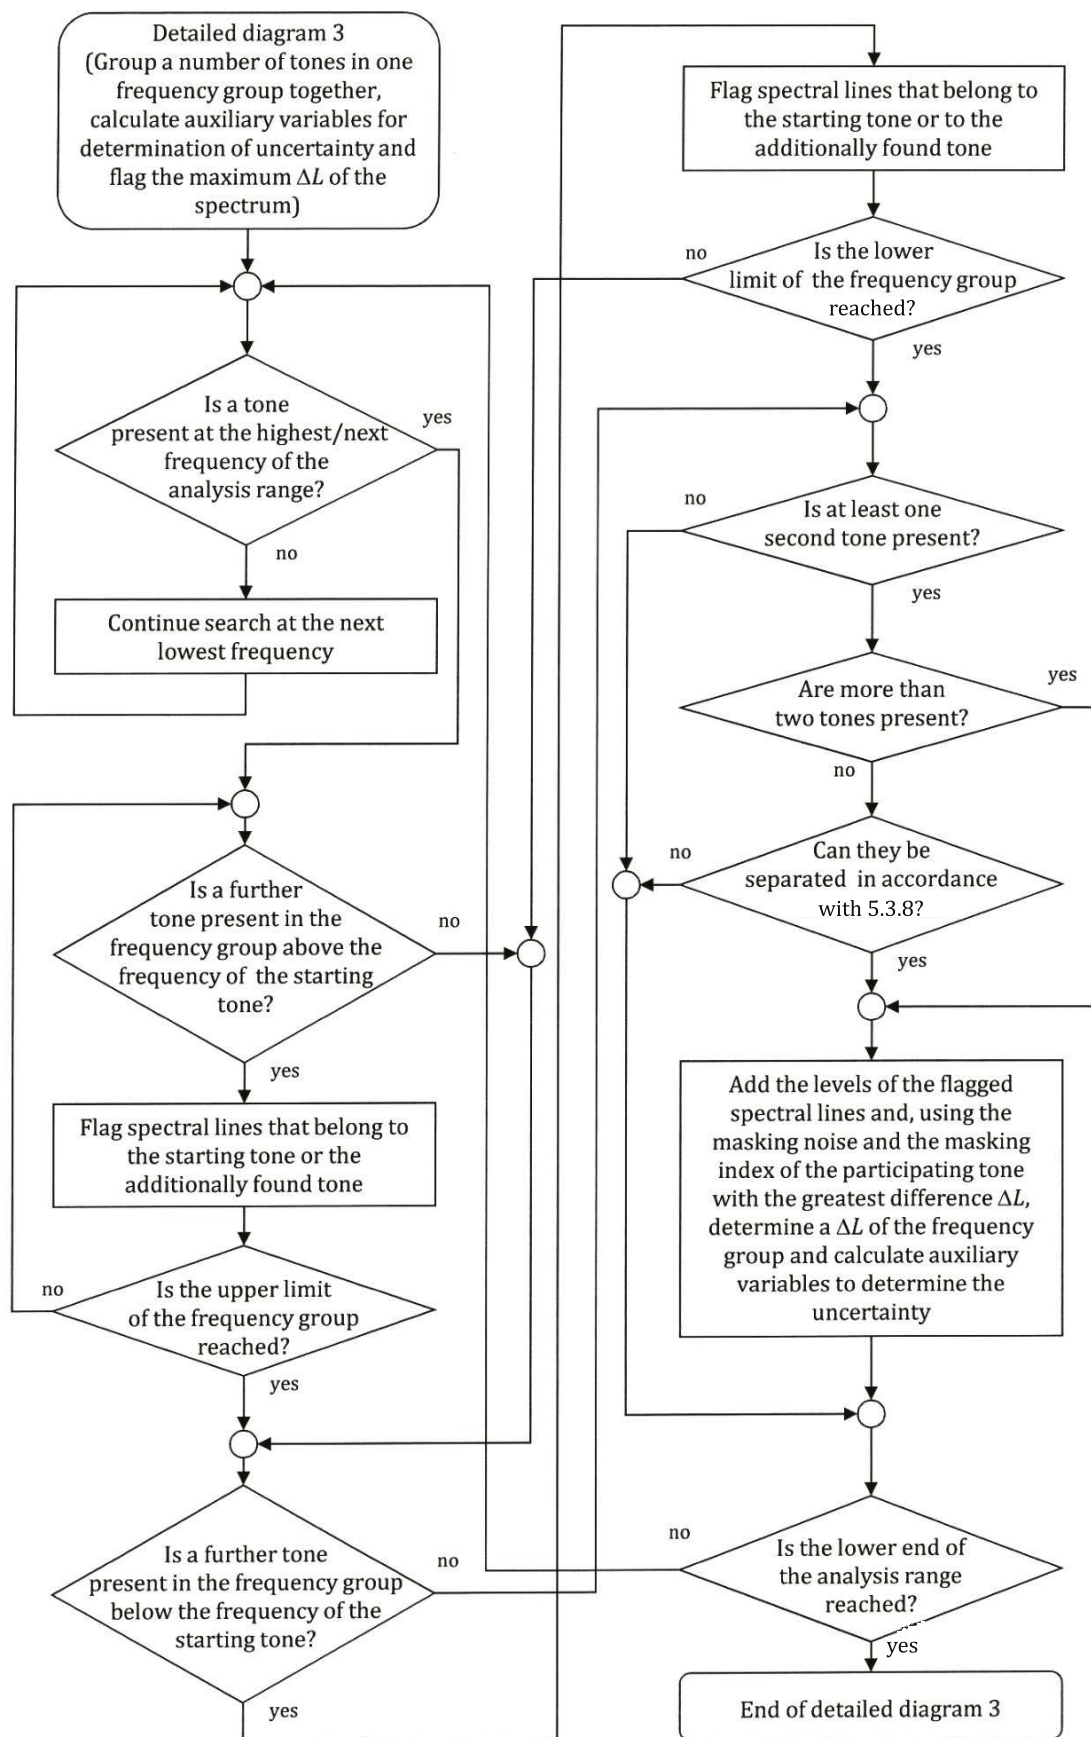 Detailed diagram 3
(Group a number of tones in one
frequency group together,
calculate auxiliary variables for
determination of uncertainty and
flag the maximum ΔL of the
spectrum)
Is a tone
present at the highest/next
frequency of the
analysis range?
yes
no
Continue search at the next
lowest frequency
Is a further
tone present in the
frequency group above the
frequency of the starting
tone?
no
yes
Flag spectral lines that belong to
the starting tone or the
additionally found tone
Is the upper limit
of the frequency group
reached?
no
yes
Is a further tone
present in the frequency group
below the frequency of the
starting tone?
no
yes
Flag spectral lines that belong to
the starting tone or to the
additionally found tone
no
Is the lower
limit of the frequency group
reached?
yes
no
Is at least one
second tone present?
yes
Are more than
two tones present?
yes
no
no
Can they be
separated in accordance
with 5.3.8?
yes
Add the levels of the flagged
spectral lines and, using the
masking noise and the masking
index of the participating tone
with the greatest difference ΔL,
determine a ΔL of the frequency
group and calculate auxiliary
variables to determine the
uncertainty
no
Is the lower end of
the analysis range
reached?
yes
End of detailed diagram 3